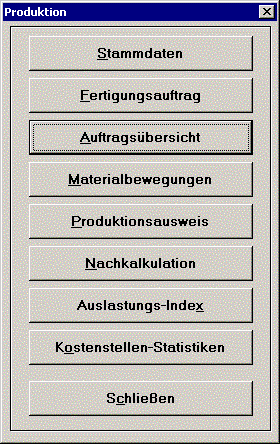 Produktion
Stammdaten
Fertigungsauftrag
Auftragsübersicht
Materialbewegungen
Produktionsausweis
Nachkalkulation
Auslastungs-Index
Kostenstellen-Statistiken
Schließen